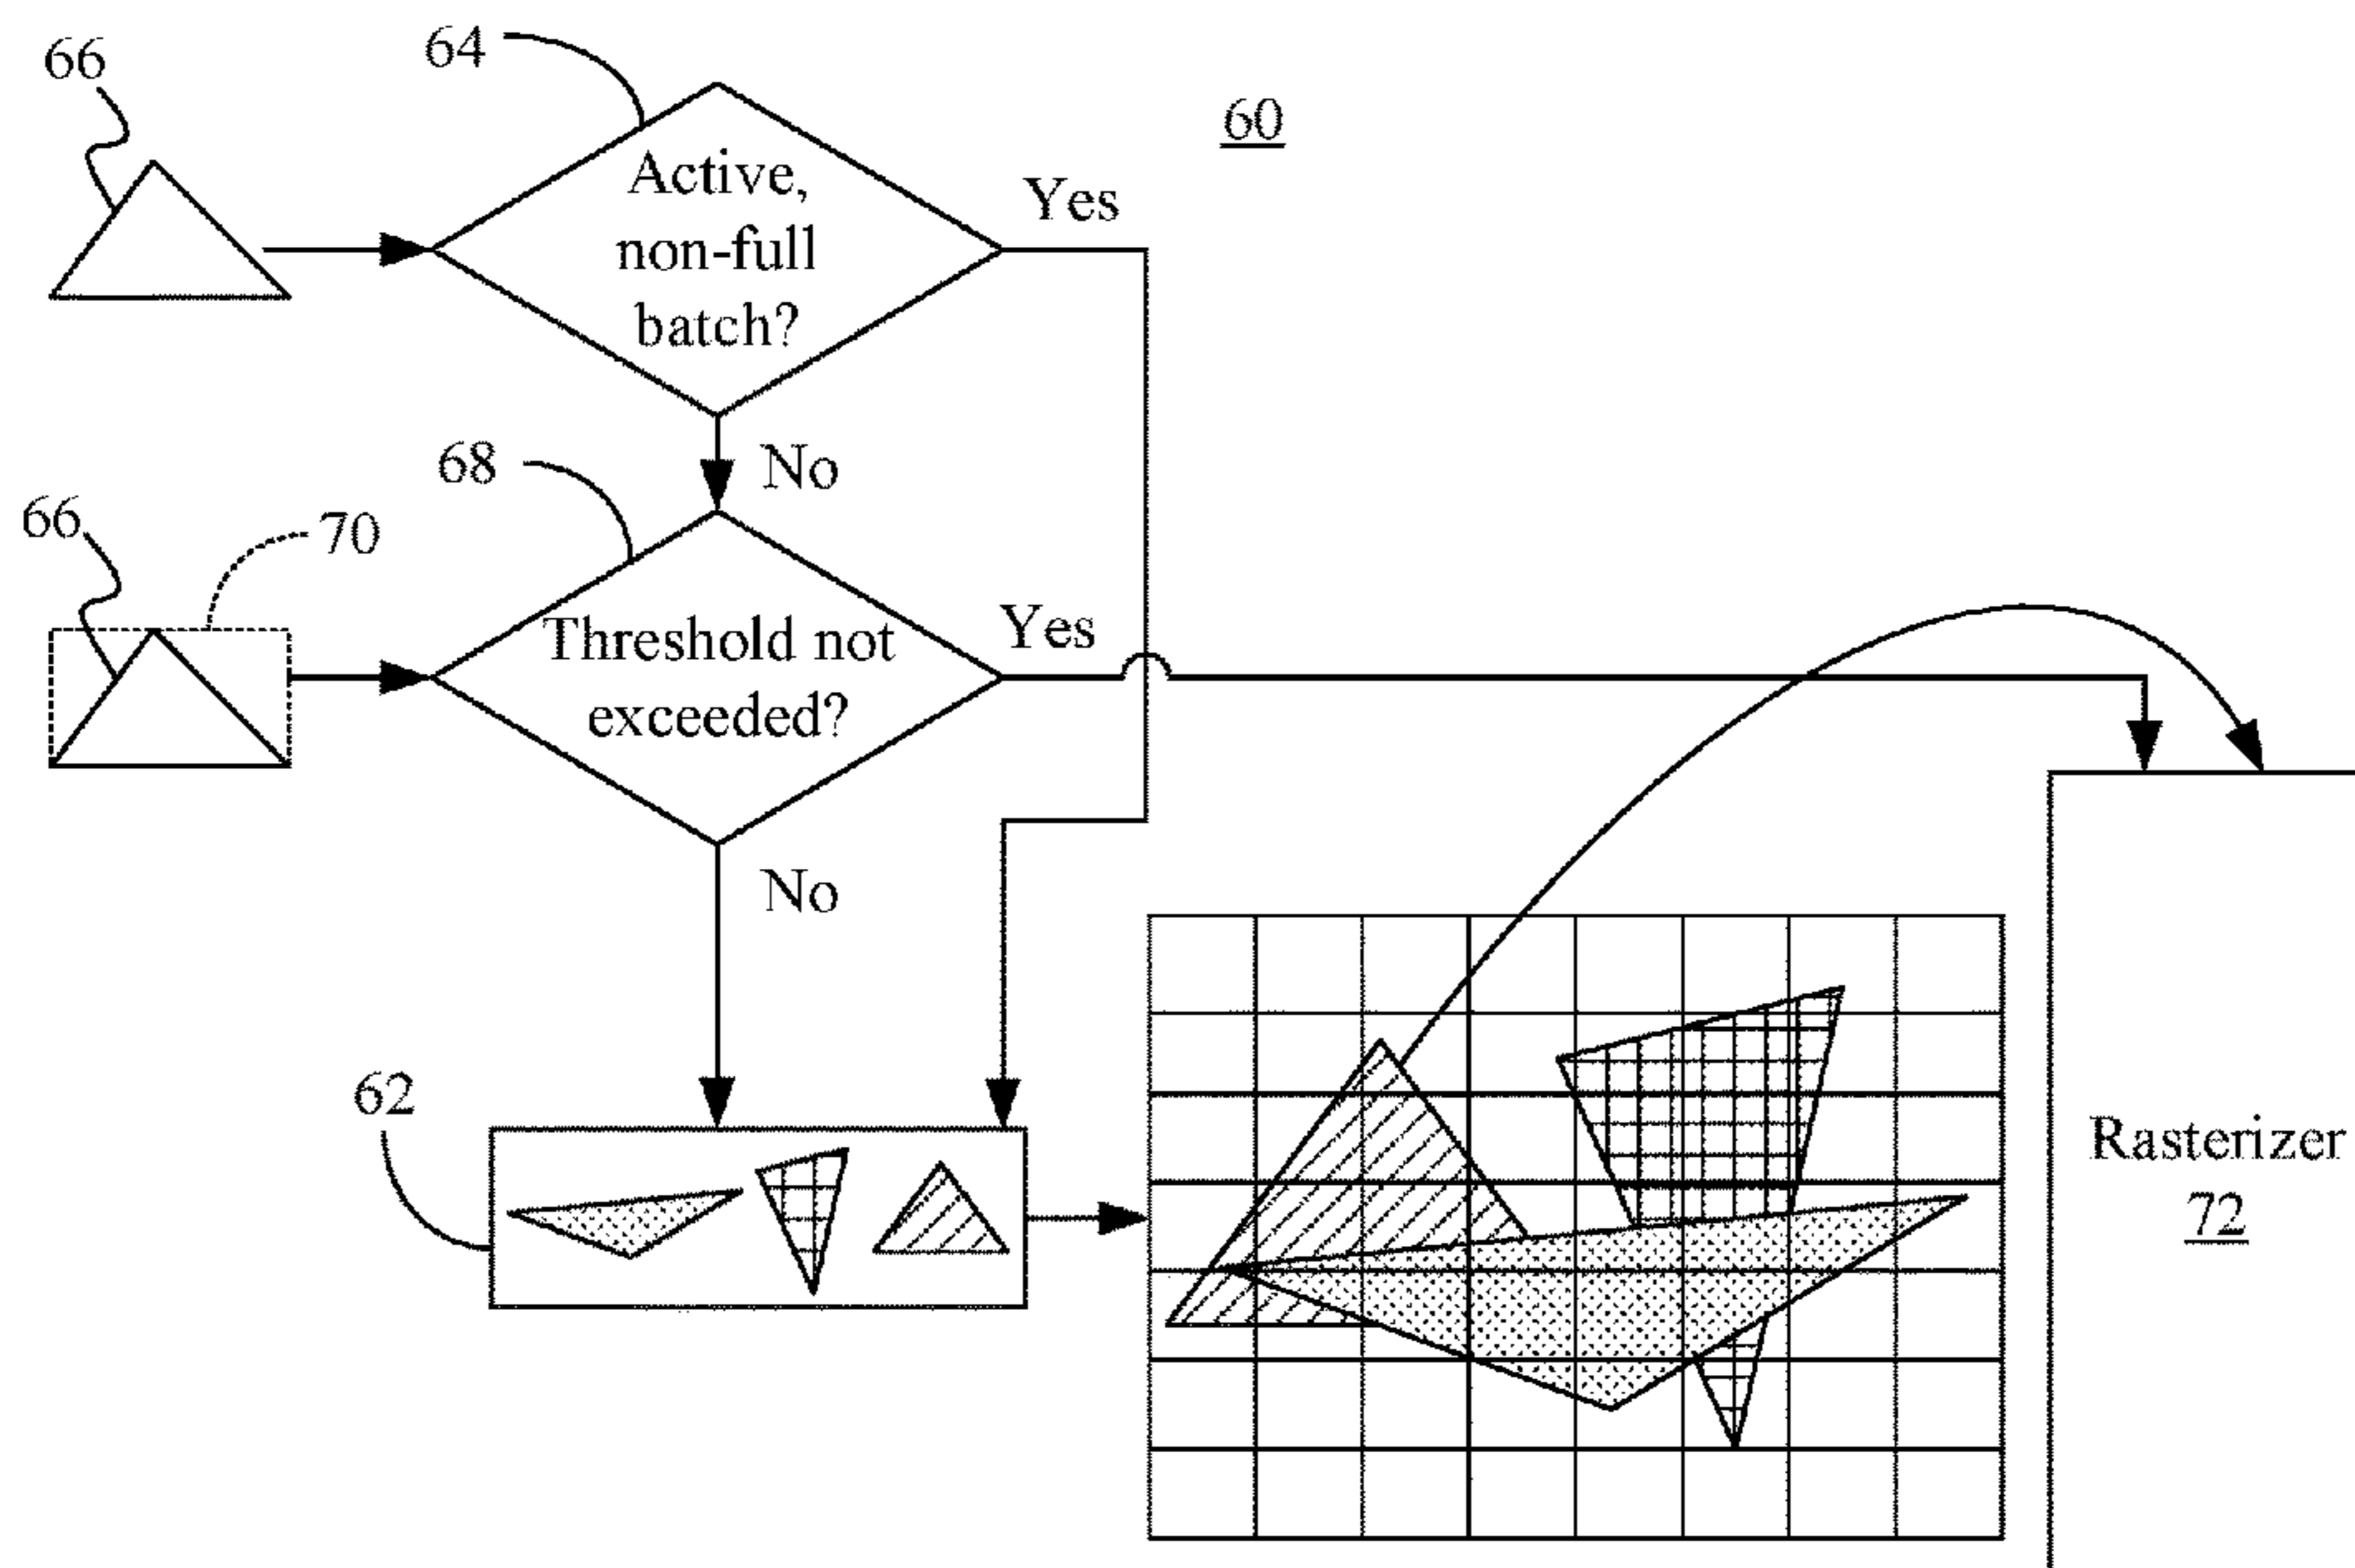 66
64
60
Active,
non-full
batch?
Yes
No
68
66
70
Threshold not
exceeded?
Yes
No
62
Rasterizer
72